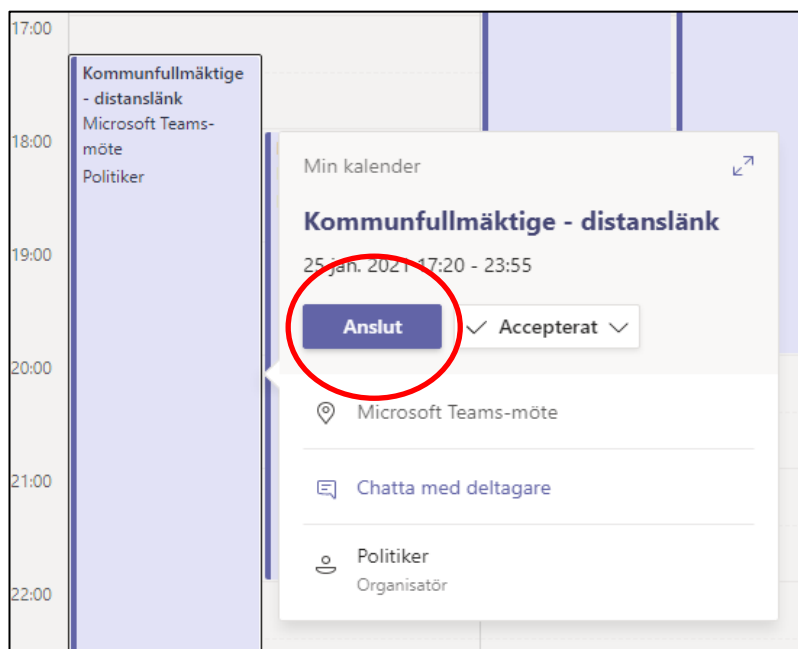 17:00
Kommunfullmäktige
- distanslänk
Microsoft Teams-
möte
Politiker
18:00
19:00
20:00
21:00
22:00
Min kalender
Kommunfullmäktige - distanslänk
25 jan. 2021 17:20 - 23:55
Anslut
Accepterat
Microsoft Teams-möte
Chatta med deltagare
Politiker
Organisatör